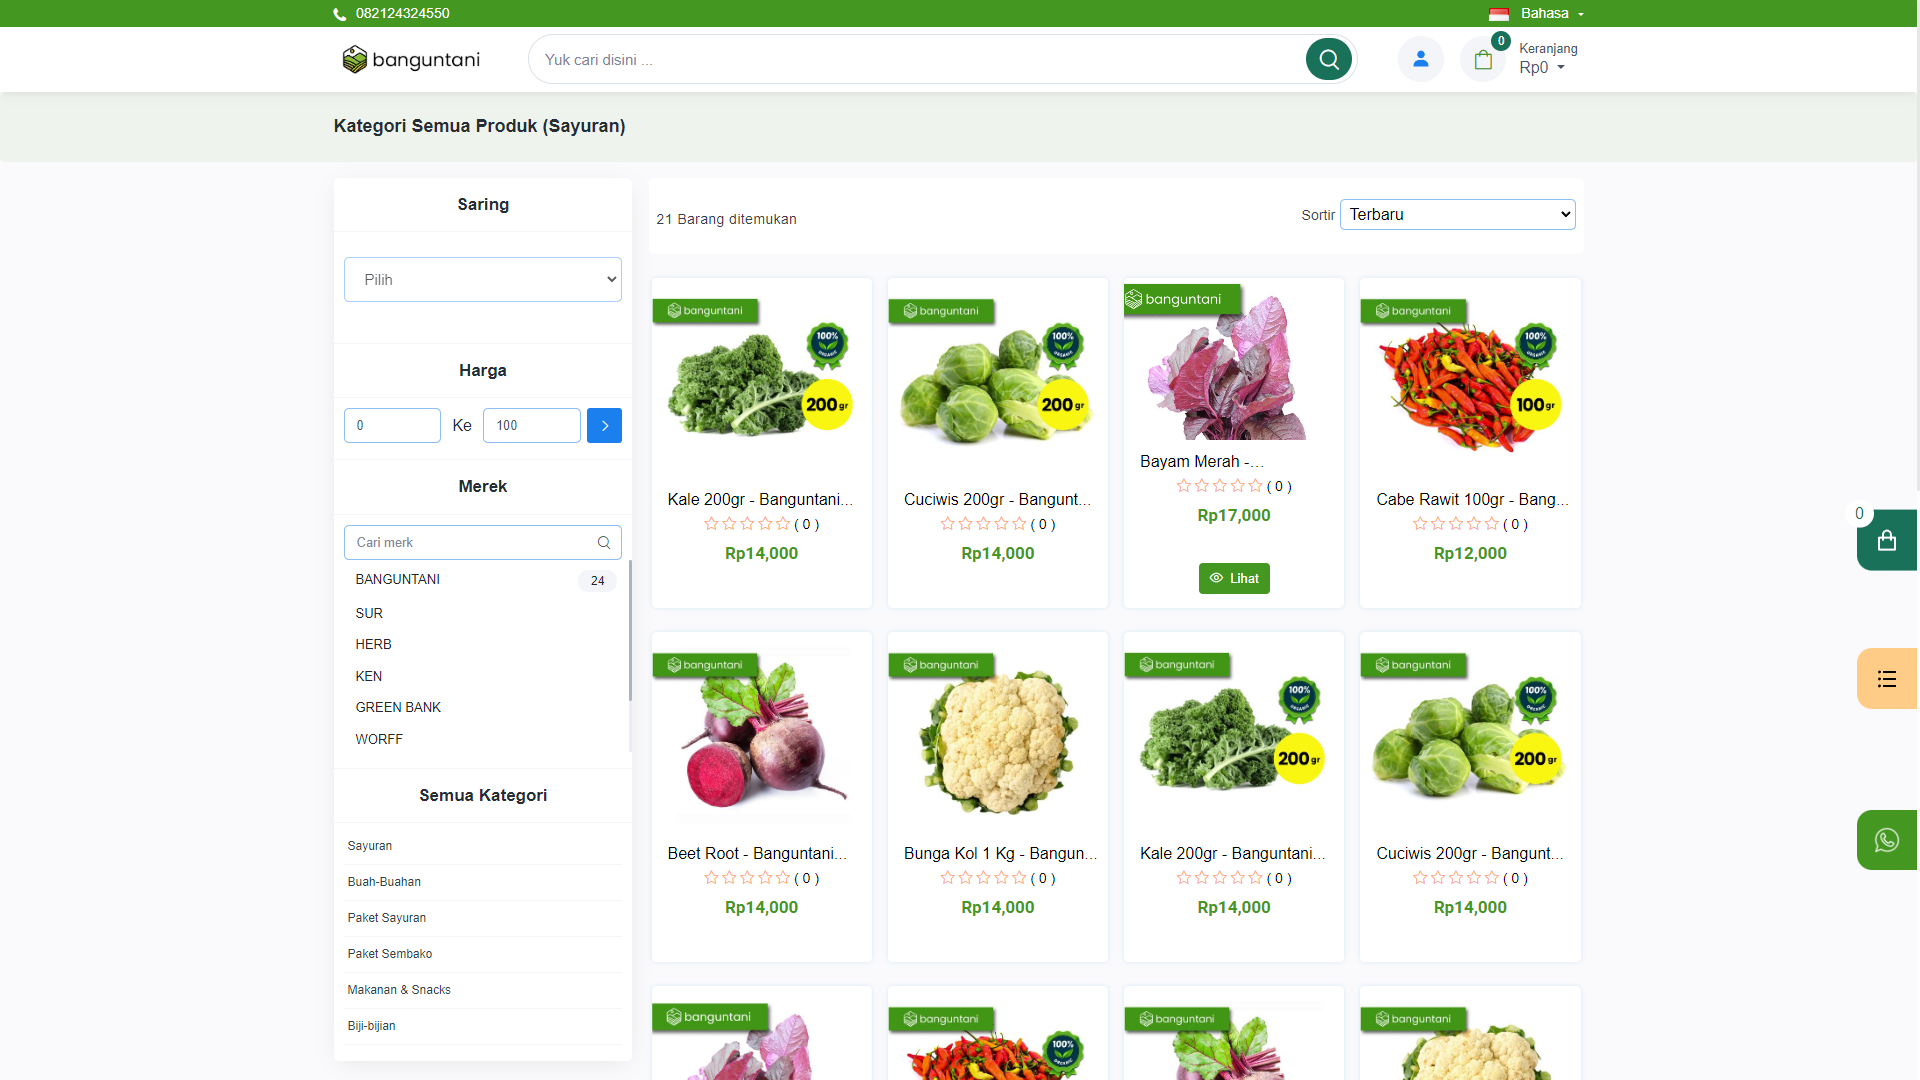 082124324550
Bahasa
banguntani
Yuk cari disini ...
0
Keranjang
Rp0
Kategori Semua Produk (Sayuran)
Saring
Pilih
Harga
0 Ke 100
Merek
Cari merk
BANGUNTANI 24
SUR
HERB
KEN
GREEN BANK
WORFF
Semua Kategori
Sayuran
Buah-Buahan
Paket Sayuran
Paket Sembako
Makanan & Snacks
Biji-bijian
21 Barang ditemukan
Sortir Terbaru
banguntani
100%
ORGANIC
200gr
Kale 200gr - Banguntani...
( 0 )
Rp14,000
banguntani
100%
ORGANIC
200gr
Cuciwis 200gr - Bangunt...
( 0 )
Rp14,000
banguntani
Bayam Merah -...
( 0 )
Rp17,000
Lihat
banguntani
100%
ORGANIC
100gr
Cabe Rawit 100gr - Bang...
( 0 )
Rp12,000
banguntani
Beet Root - Banguntani...
( 0 )
Rp14,000
banguntani
Bunga Kol 1 Kg - Bangun...
( 0 )
Rp14,000
banguntani
100%
ORGANIC
200gr
Kale 200gr - Banguntani...
( 0 )
Rp14,000
banguntani
100%
ORGANIC
200gr
Cuciwis 200gr - Bangunt...
( 0 )
Rp14,000
banguntani
banguntani
100%
ORGANIC
banguntani
banguntani
0